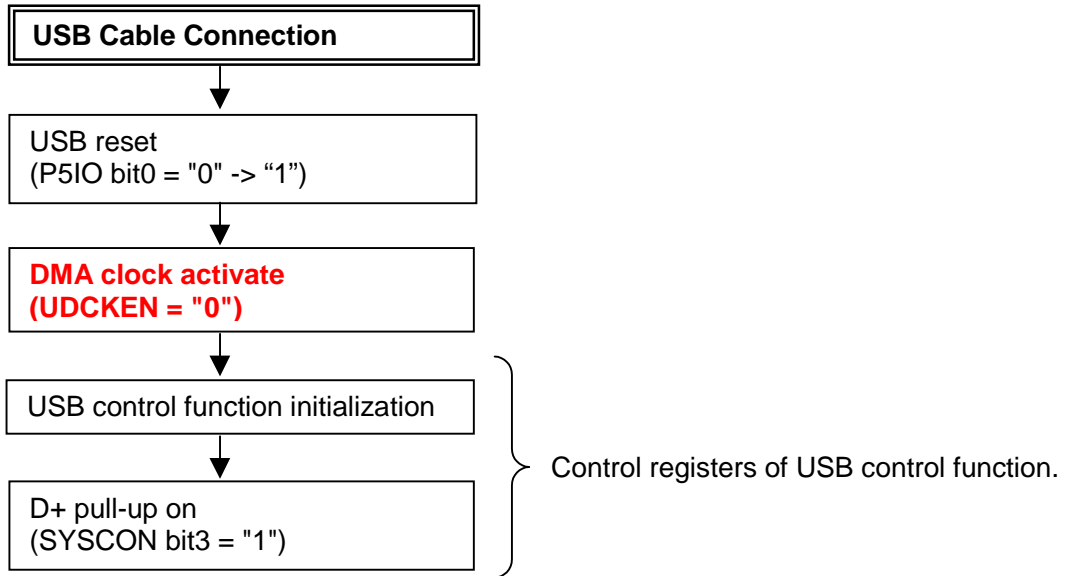 USB Cable Connection
USB reset
(P5IO bit0 = "0" -> “1”)
DMA clock activate
(UDCKEN = "0")
USB control function initialization
Control registers of USB control function.
D+ pull-up on
(SYSCON bit3 = "1")